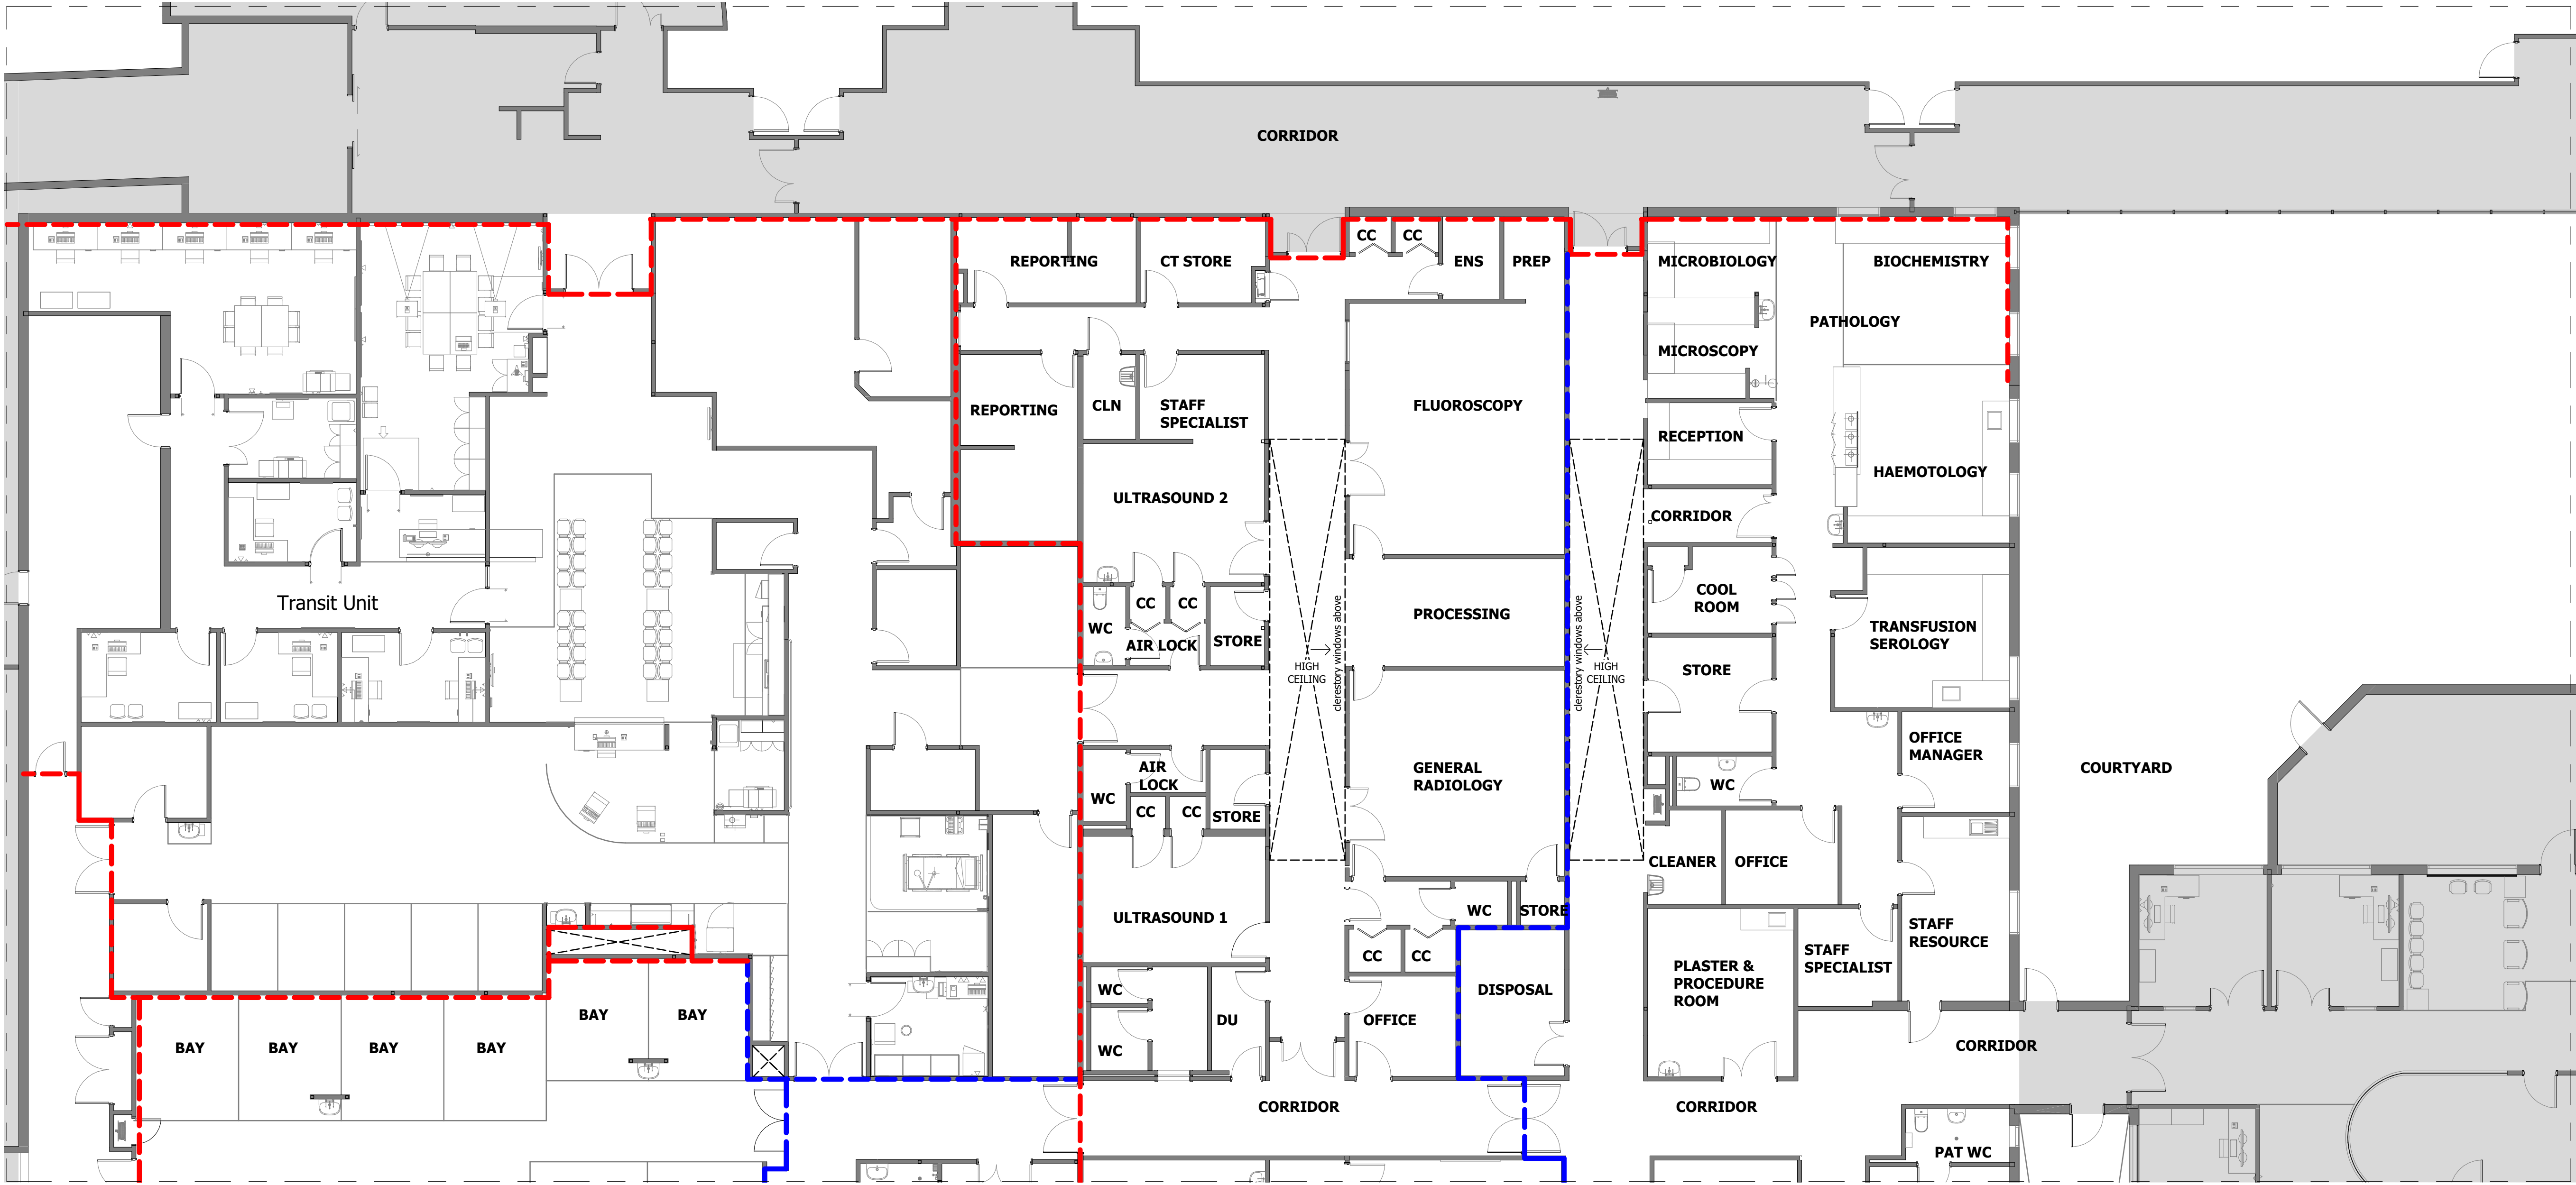 CORRIDOR
REPORTING
CT STORE
CC
CC
ENS
PREP
MICROBIOLOGY
BIOCHEMISTRY
PATHOLOGY
MICROSCOPY
REPORTING
CLN
STAFF
SPECIALIST
FLUOROSCOPY
RECEPTION
HAEMOTOLOGY
ULTRASOUND 2
CORRIDOR
Transit Unit
CC
CC
WC
AIR LOCK
STORE
PROCESSING
COOL
ROOM
TRANSFUSION
SEROLOGY
clerestory windows above
HIGH
CEILING
clerestory windows above
HIGH
CEILING
STORE
OFFICE
MANAGER
COURTYARD
AIR
LOCK
WC
CC
CC
STORE
GENERAL
RADIOLOGY
WC
CLEANER
OFFICE
ULTRASOUND 1
WC
STORE
STAFF
RESOURCE
CC
CC
STAFF
SPECIALIST
PLASTER &
PROCEDURE
ROOM
WC
DISPOSAL
BAY
BAY
DU
OFFICE
BAY
BAY
BAY
BAY
WC
CORRIDOR
CORRIDOR
CORRIDOR
PAT WC